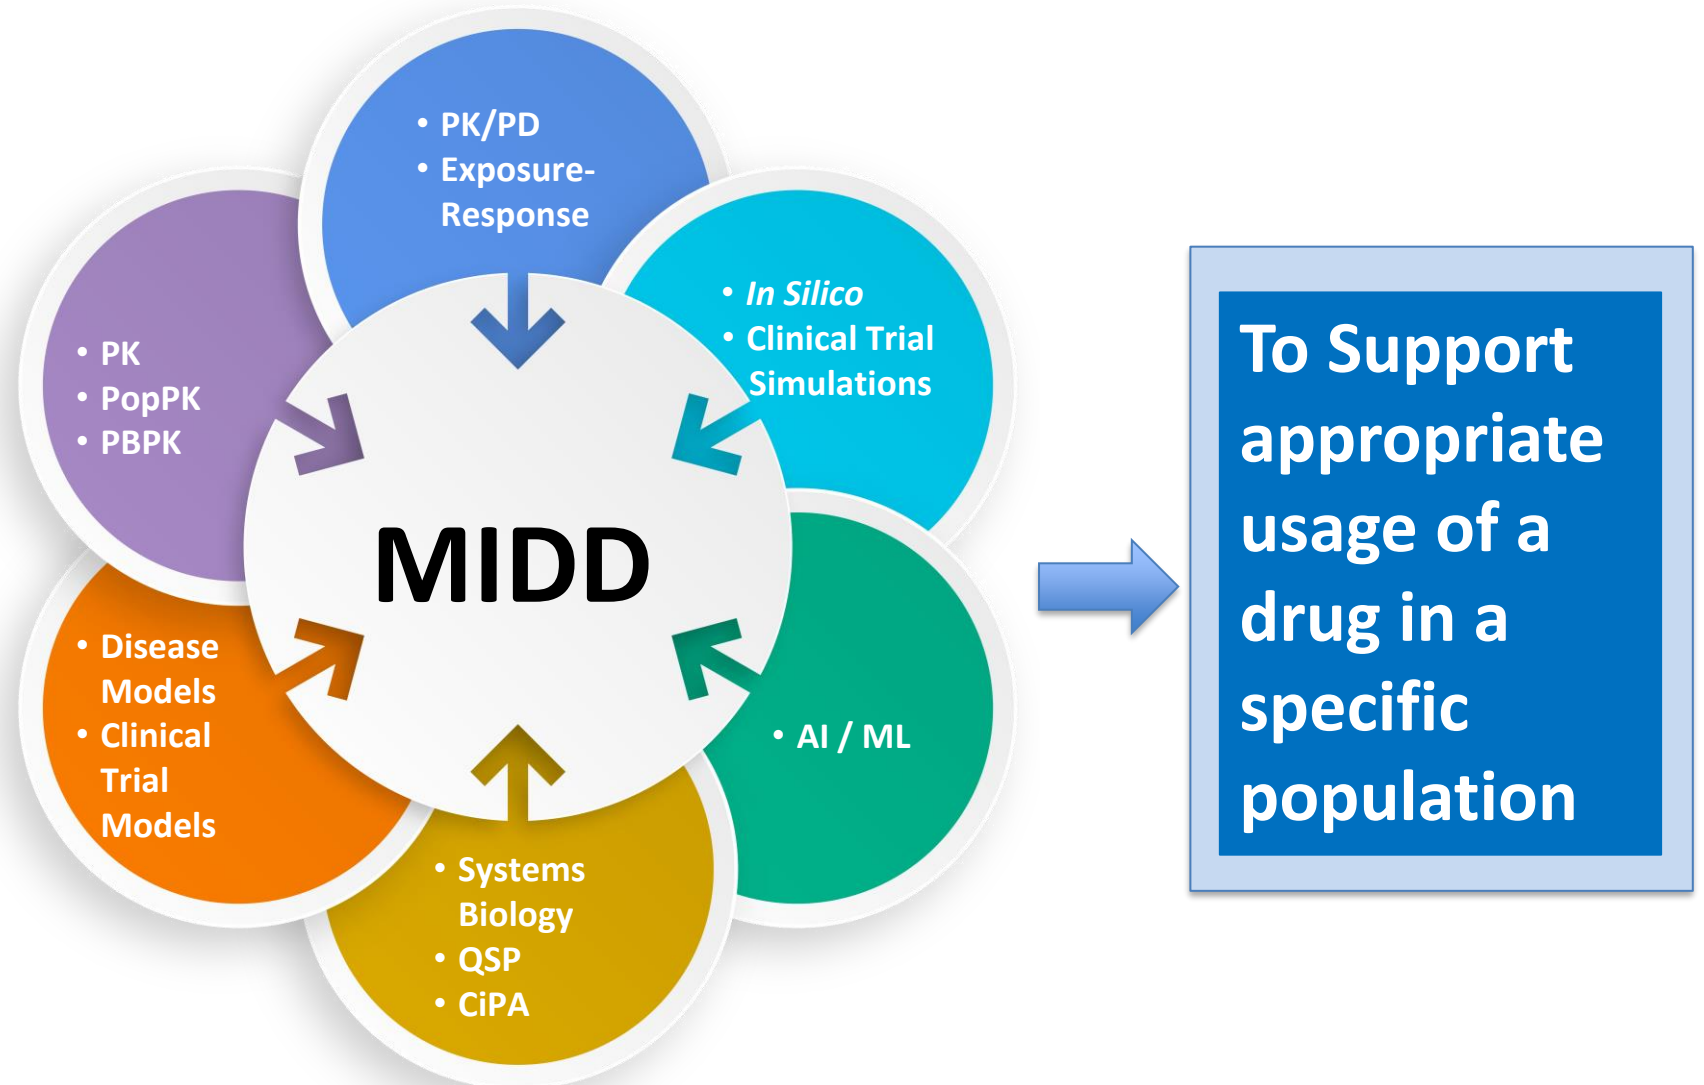 • PK/PD
• Exposure-
Response
• In Silico
• Clinical Trial
Simulations
• PK
• PopPK
• PBPK
MIDD
• Disease
Models
• Clinical
Trial
Models
• AI / ML
• Systems
Biology
• QSP
• CiPA
To Support
appropriate
usage of a
drug in a
specific
population